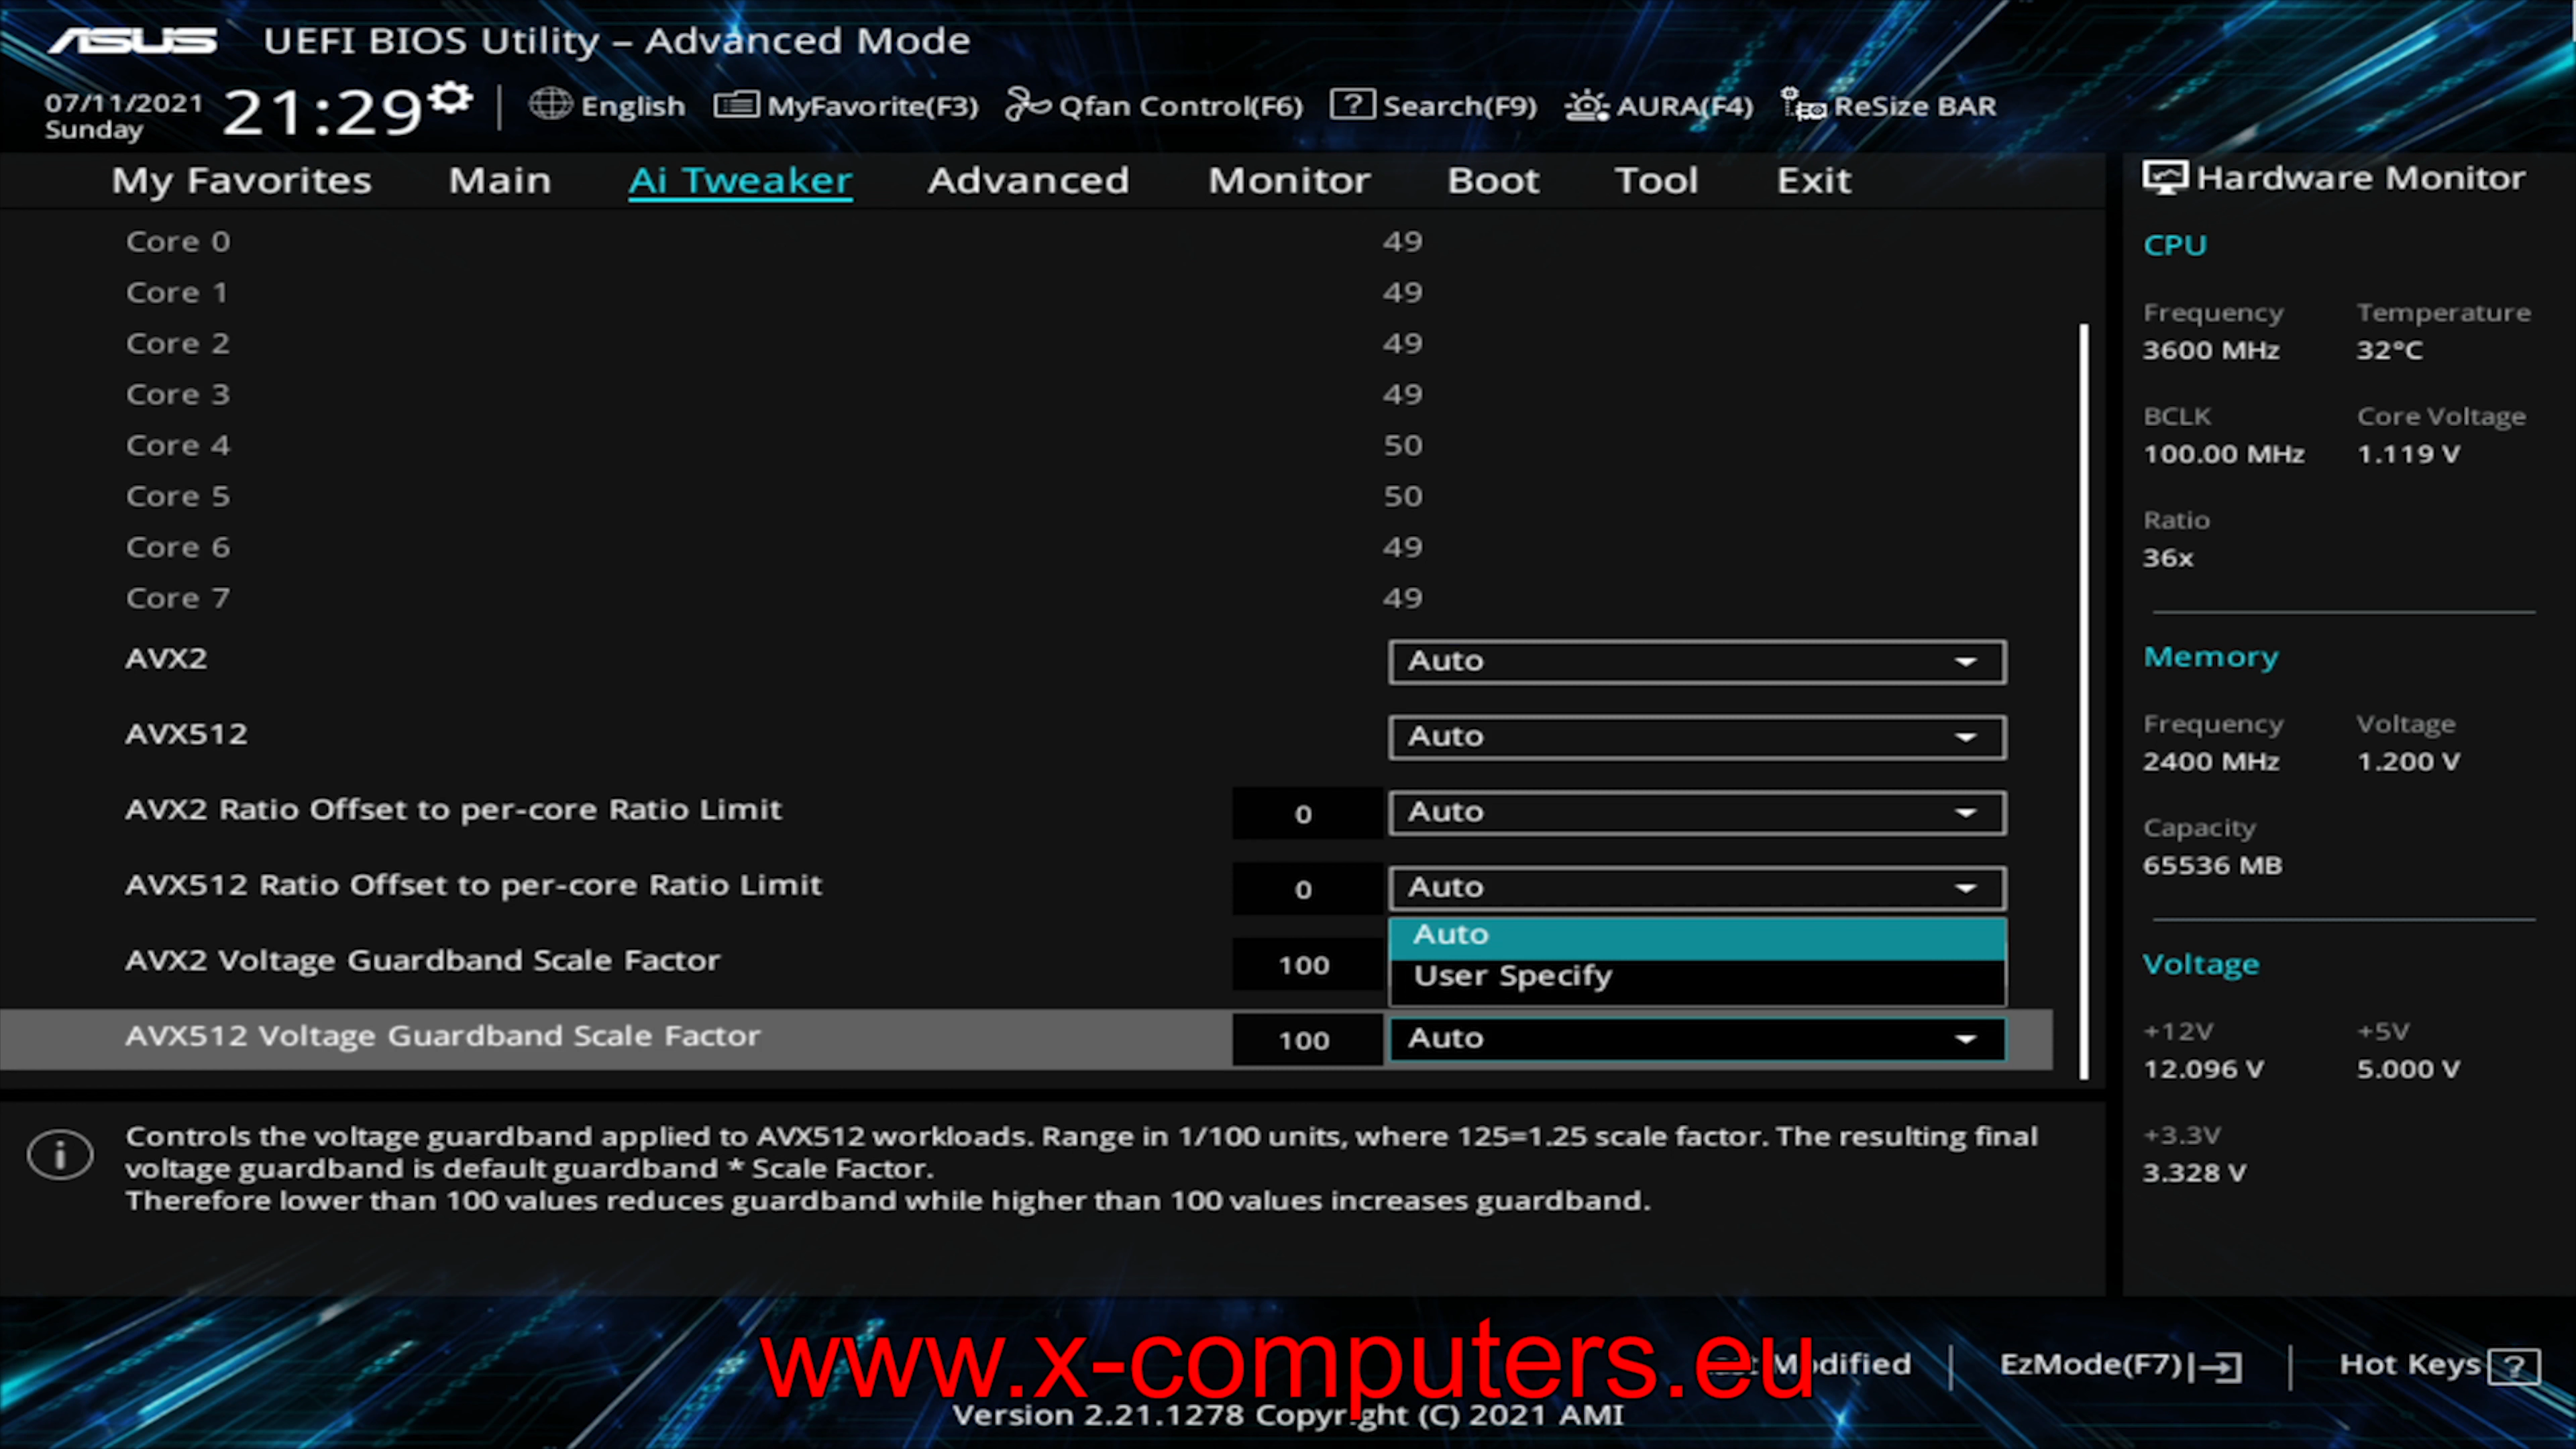 ASUS UEFI BIOS Utility – Advanced Mode
07/11/2021
Sunday
21:29
English MyFavorite(F3) Qfan Control(F6) ? Search(F9) AURA(F4) ReSize BAR
My Favorites Main Ai Tweaker Advanced Monitor Boot Tool Exit
Core 0 49
Core 1 49
Core 2 49
Core 3 49
Core 4 50
Core 5 50
Core 6 49
Core 7 49
AVX2 Auto
AVX512 Auto
AVX2 Ratio Offset to per-core Ratio Limit 0 Auto
AVX512 Ratio Offset to per-core Ratio Limit 0 Auto
Auto
AVX2 Voltage Guardband Scale Factor 100
User Specify
AVX512 Voltage Guardband Scale Factor 100 Auto
i
Controls the voltage guardband applied to AVX512 workloads. Range in 1/100 units, where 125=1.25 scale factor. The resulting final
voltage guardband is default guardband * Scale Factor.
Therefore lower than 100 values reduces guardband while higher than 100 values increases guardband.
Hardware Monitor
CPU
Frequency Temperature
3600 MHz 32°C
BCLK Core Voltage
100.00 MHz 1.119 V
Ratio
36x
Memory
Frequency Voltage
2400 MHz 1.200 V
Capacity
65536 MB
Voltage
+12V +5V
12.096 V 5.000 V
+3.3V
3.328 V
www.x-computers.eu
Modified EzMode(F7) Hot Keys ?
Version 2.21.1278 Copyright (C) 2021 AMI